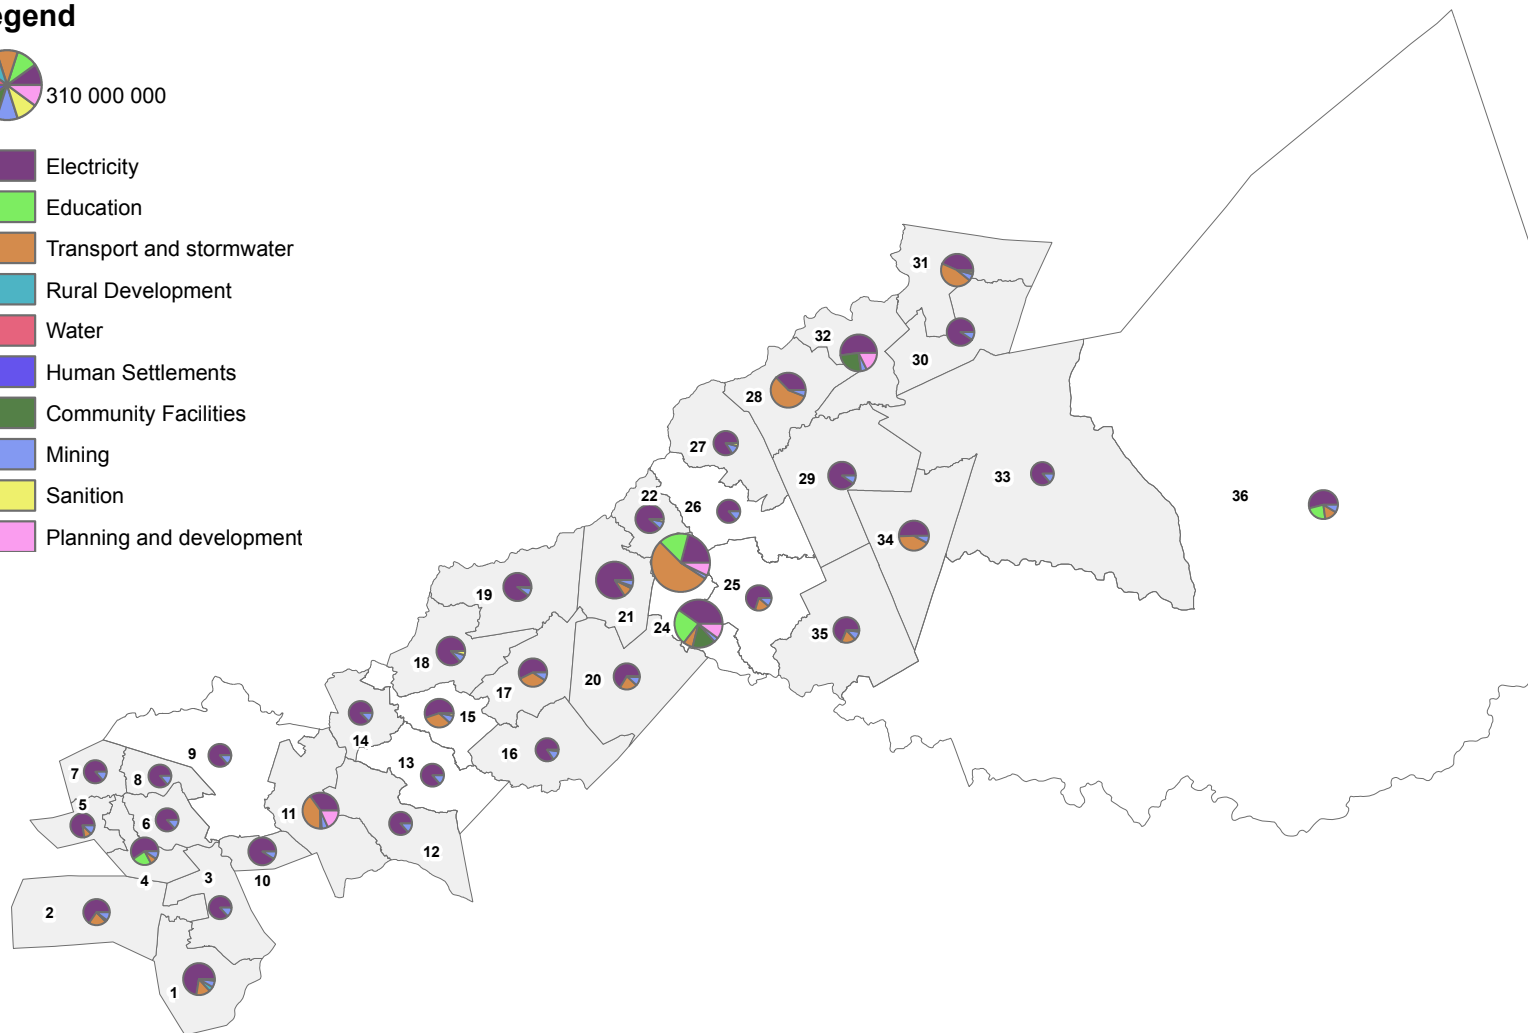 egend
310 000 000
Electricity
Education
Transport and stormwater
Rural Development
Water
Human Settlements
Community Facilities
Mining
Sanition
Planning and development
31
32
30
28
27
29
33
36
22
26
34
25
19
21
24
35
18
17
20
15
14
16
9
13
7
8
5
6
11
12
4
3
10
2
1